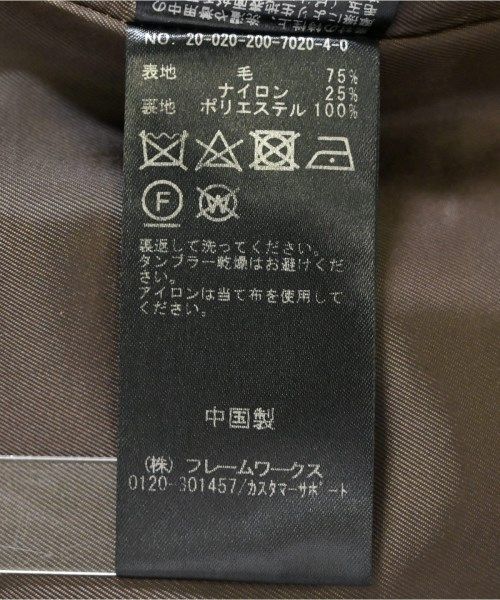 NO. 20-020-200-7020-4-0
表地 毛 75%
ナイロン 25%
裏地 ポリエステル 100%
F
W
裏返して洗ってください。
タンブラー乾燥はお避けくだ
さい。
アイロンは当て布を使用して
ください。
中国製
(株) フレームワークス
0120-301457/カスタマーサポート